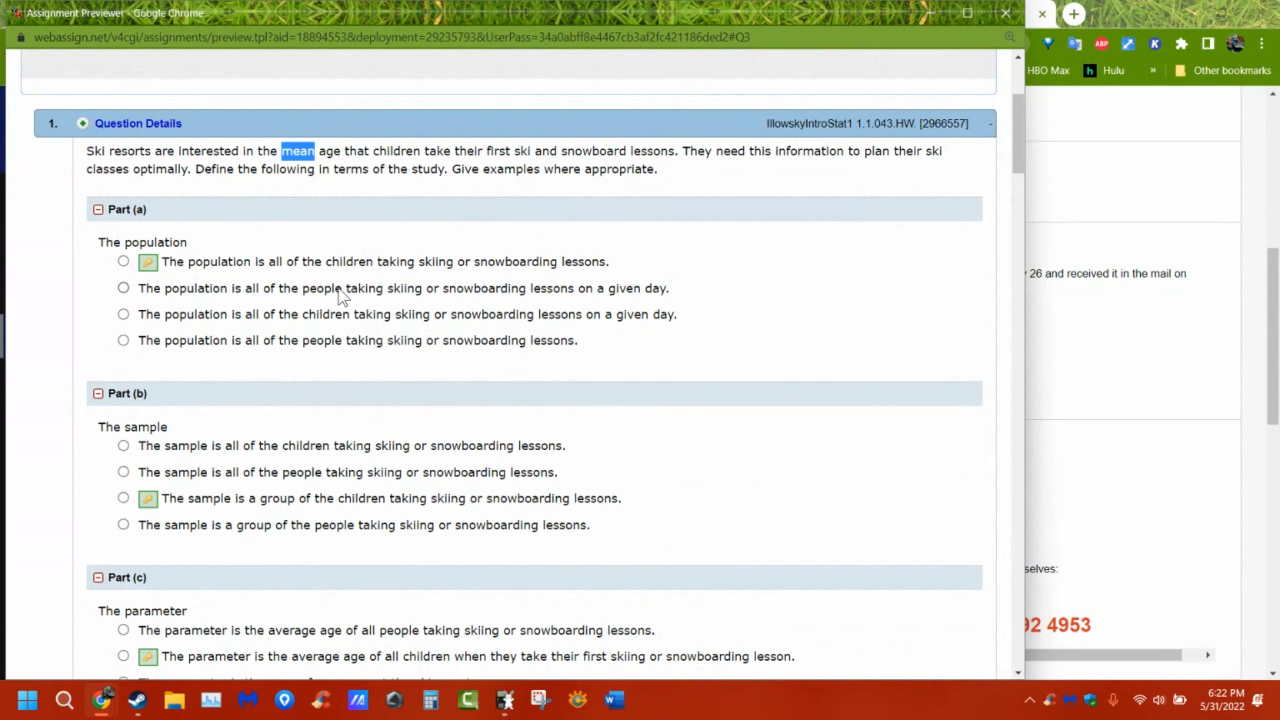 Assignment Previewer - Google Chrome
webassign.net/v4cgi/assignments/preview.tpl?aid=18894553&deployment=29235793&UserPass=34a0abff8e4467cb3af2fc421186ded2#Q3
HBO Max Hulu » Other bookmarks
1. Question Details IllowskyIntroStat1 1.1.043.HW. [2966557] -
Ski resorts are interested in the mean age that children take their first ski and snowboard lessons. They need this information to plan their ski
classes optimally. Define the following in terms of the study. Give examples where appropriate.
Part (a)
The population
The population is all of the children taking skiing or snowboarding lessons.
The population is all of the people taking skiing or snowboarding lessons on a given day.
The population is all of the children taking skiing or snowboarding lessons on a given day.
The population is all of the people taking skiing or snowboarding lessons.
Part (b)
The sample
The sample is all of the children taking skiing or snowboarding lessons.
The sample is all of the people taking skiing or snowboarding lessons.
The sample is a group of the children taking skiing or snowboarding lessons.
The sample is a group of the people taking skiing or snowboarding lessons.
Part (c)
The parameter
The parameter is the average age of all people taking skiing or snowboarding lessons.
The parameter is the average age of all children when they take their first skiing or snowboarding lesson.
26 and received it in the mail on
selves:
92 4953
6:22 PM
5/31/2022